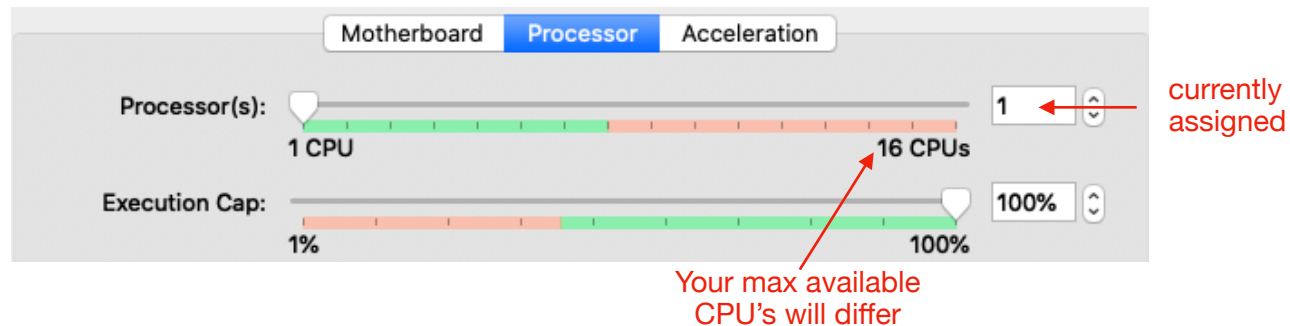 Motherboard Processor Acceleration
Processor(s): 1
1 CPU 16 CPUs
currently
assigned
Execution Cap: 100%
1% 100%
Your max available
CPU's will differ